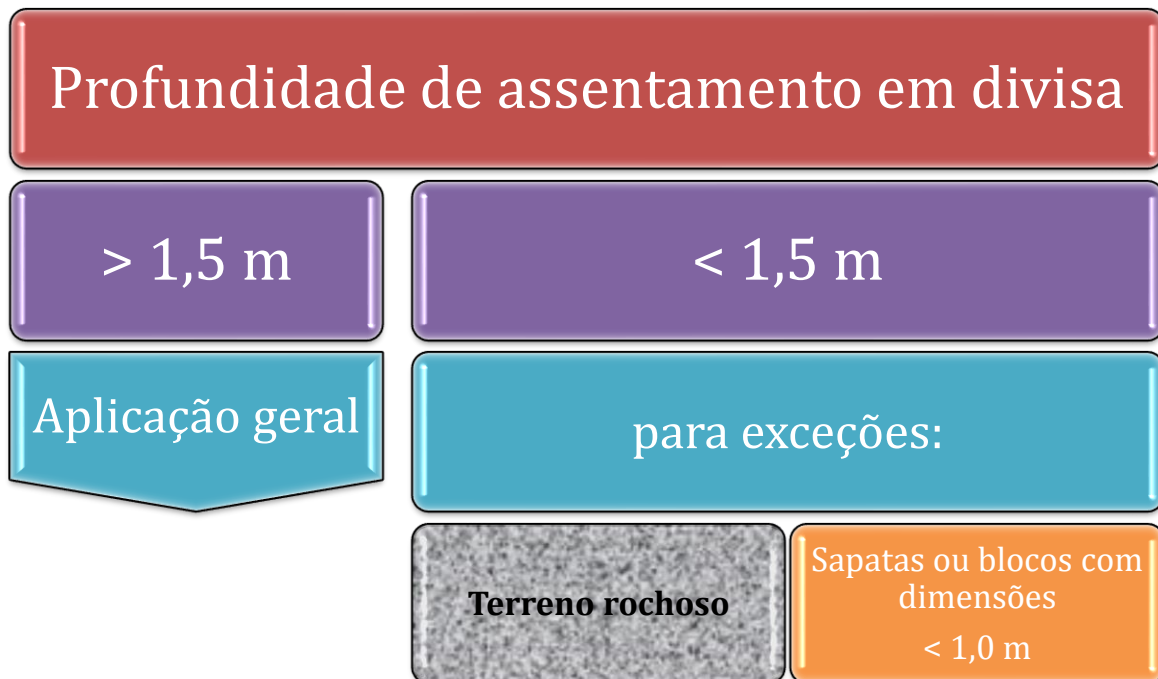 Profundidade de assentamento em divisa
> 1,5 m
< 1,5 m
Aplicação geral
para exceções:
Terreno rochoso
Sapatas ou blocos com
dimensões
< 1,0 m